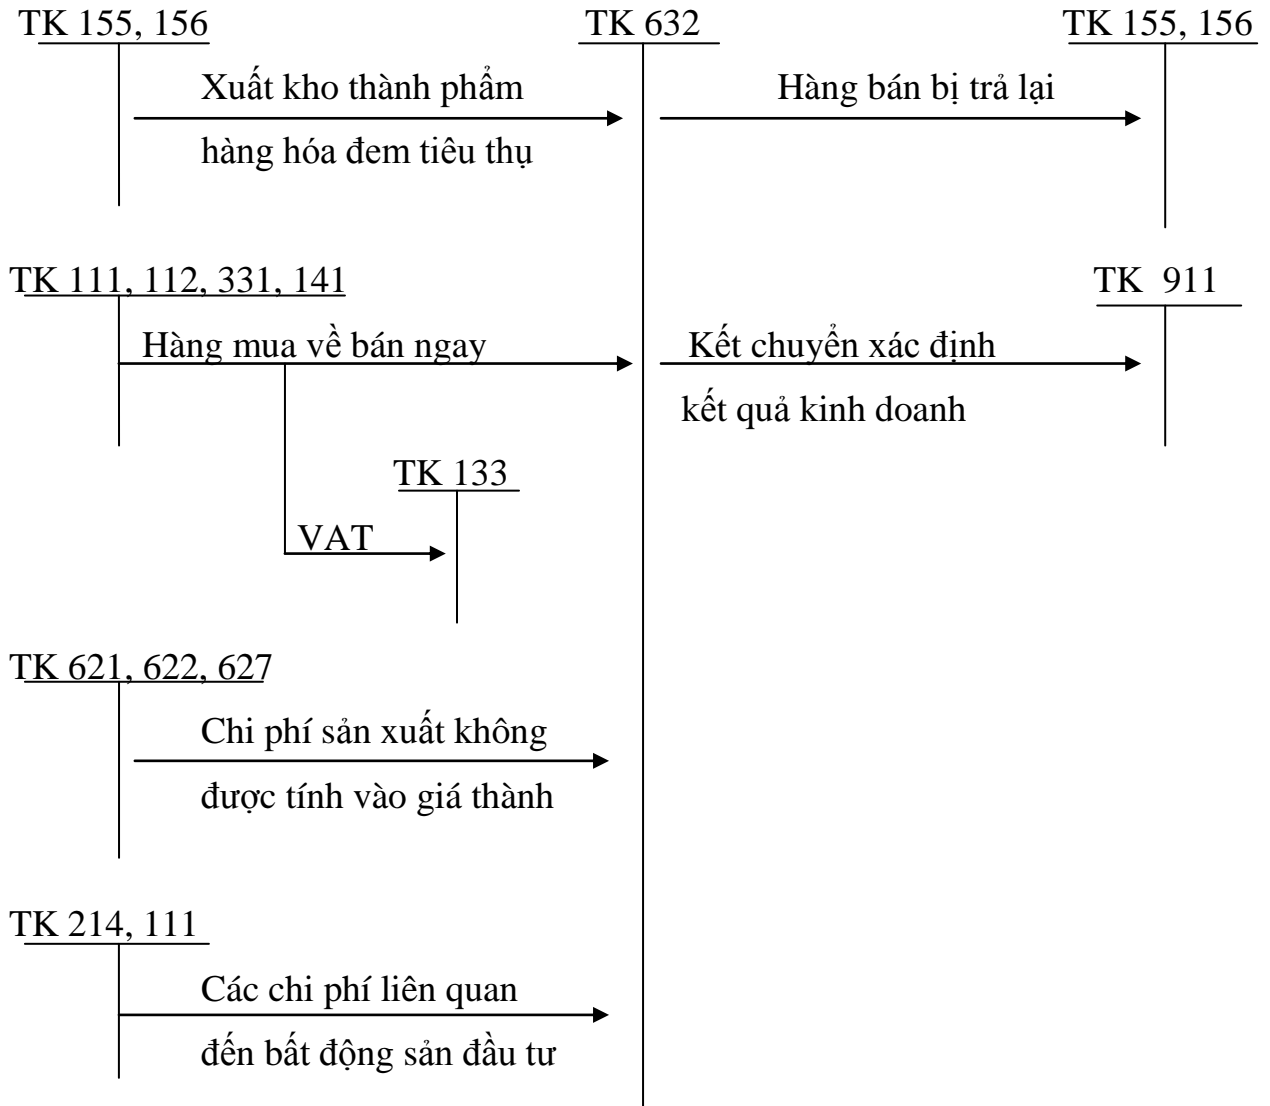 TK 155, 156
TK 632
TK 155, 156
Xuất kho thành phẩm
hàng hóa đem tiêu thụ
Hàng bán bị trả lại
TK 111, 112, 331, 141
TK 911
Hàng mua về bán ngay
Kết chuyển xác định
kết quả kinh doanh
TK 133
VAT
TK 621, 622, 627
Chi phí sản xuất không
được tính vào giá thành
TK 214, 111
Các chi phí liên quan
đến bất động sản đầu tư